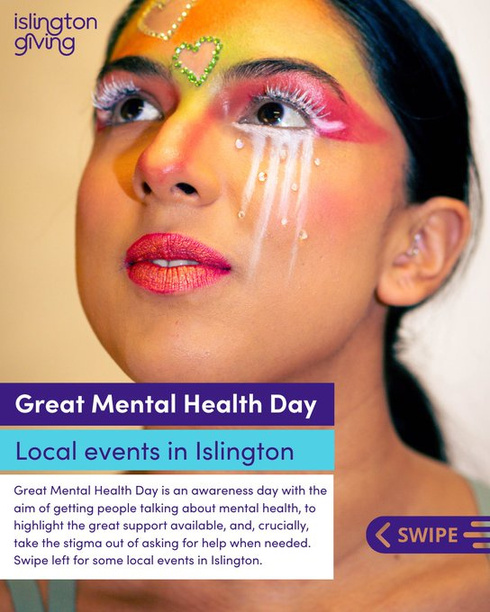 islington
giving
Great Mental Health Day
Local events in Islington
Great Mental Health Day is an awareness day with the
aim of getting people talking about mental health, to
highlight the great support available, and, crucially,
take the stigma out of asking for help when needed.
Swipe left for some local events in Islington.
SWIPE